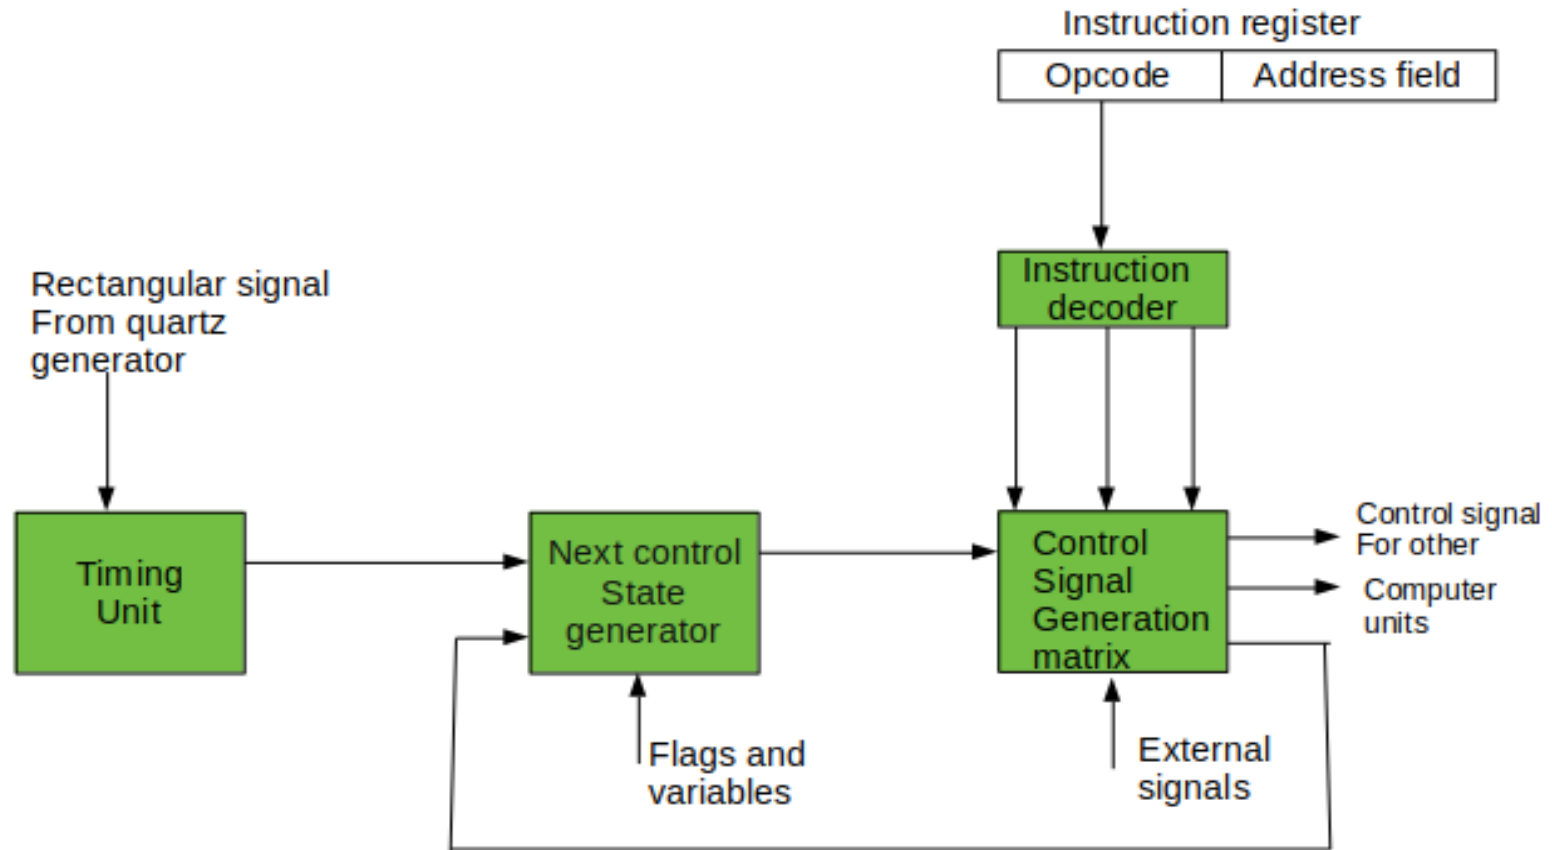 Instruction register
Opcode
Address field
Instruction
decoder
Rectangular signal
From quartz
generator
Timing
Unit
Next control
State
generator
Control
Signal
Generation
matrix
Control signal
For other
Computer
units
Flags and
variables
External
signals